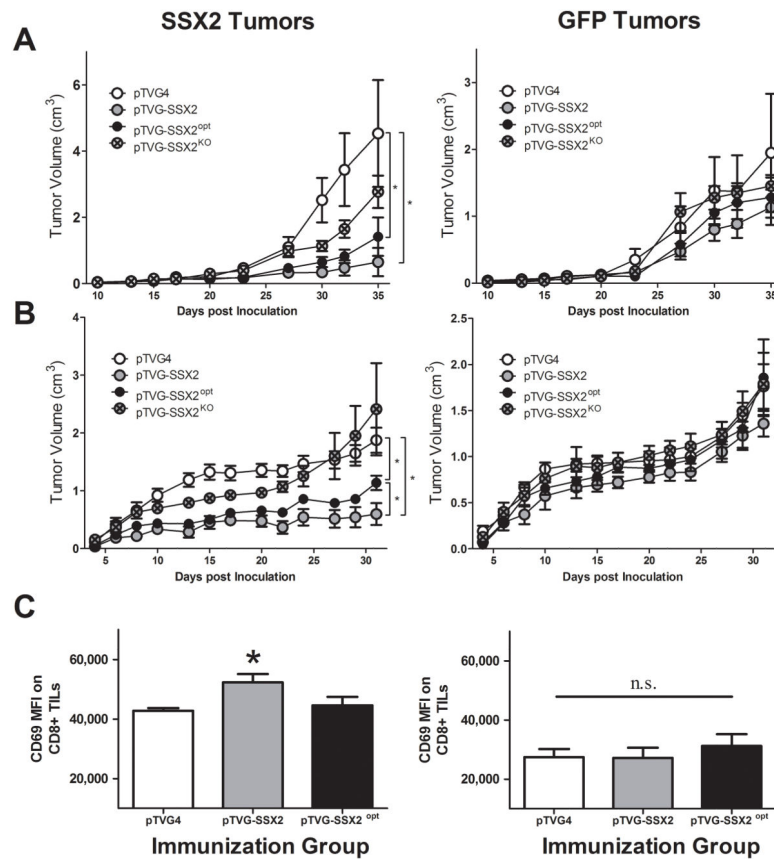 SSX2 Tumors
GFP Tumors
A
Tumor Volume (cm³)
6
4
2
0
pTVG4
pTVG-SSX2
pTVG-SSX2opt
pTVG-SSX2KO
*
*
10 15 20 25 30 35
Days post Inoculation
Tumor Volume (cm³)
3
2
1
0
pTVG4
pTVG-SSX2
pTVG-SSX2opt
pTVG-SSX2KO
10 15 20 25 30 35
Days post Inoculation
B
Tumor Volume (cm³)
4
3
2
1
0
pTVG4
pTVG-SSX2
pTVG-SSX2opt
pTVG-SSX2KO
*
*
*
5 10 15 20 25 30
Days post Inoculation
Tumor Volume (cm³)
2.5
2.0
1.5
1.0
0.5
0.0
pTVG4
pTVG-SSX2
pTVG-SSX2opt
pTVG-SSX2KO
5 10 15 20 25 30
Days post Inoculation
C
CD69 MFI on
CD8+ TILs
60,000
40,000
20,000
*
pTVG4 pTVG-SSX2 pTVG-SSX2 opt
Immunization Group
CD69 MFI on
CD8+ TILs
60,000
40,000
20,000
n.s.
pTVG4 pTVG-SSX2 pTVG-SSX2 opt
Immunization Group